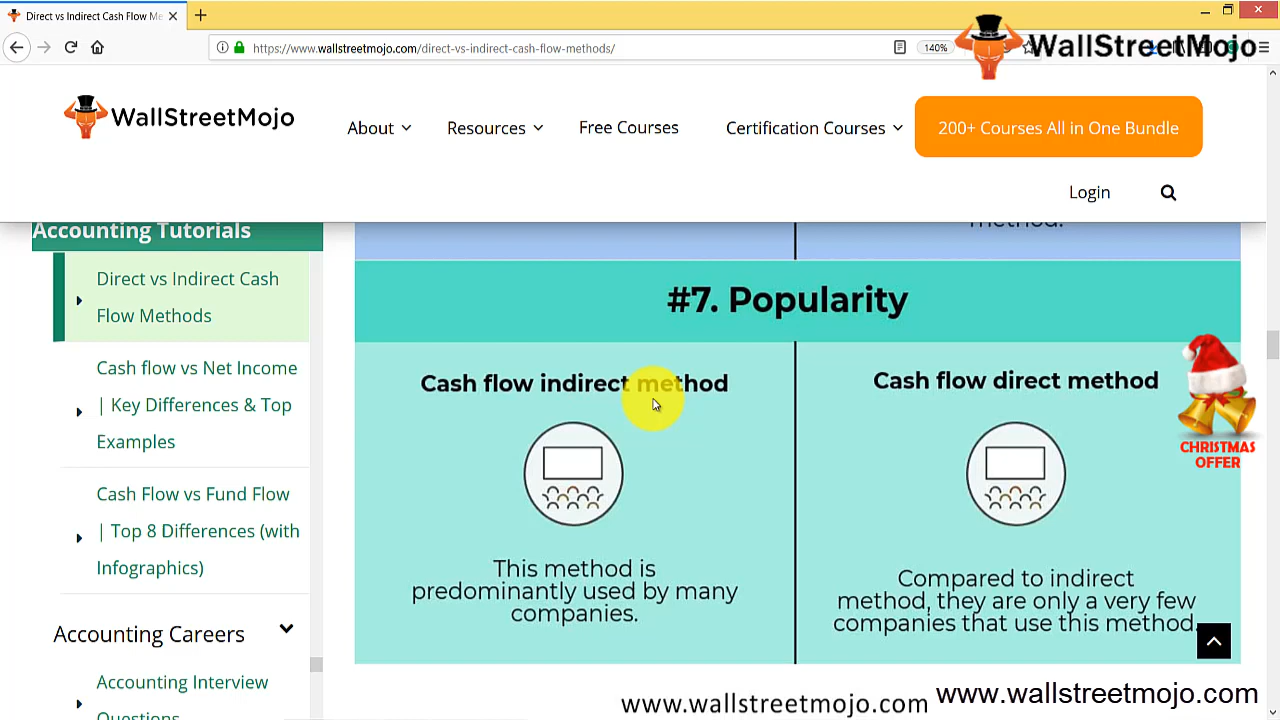 Direct vs Indirect Cash Flow Me
https://www.wallstreetmojo.com/direct-vs-indirect-cash-flow-methods/
140%
WallStreetMojo
WallStreetMojo
About
Resources
Free Courses
Certification Courses
200+ Courses All in One Bundle
Login
Accounting Tutorials
Direct vs Indirect Cash
Flow Methods
Cash flow vs Net Income
| Key Differences & Top
Examples
Cash Flow vs Fund Flow
| Top 8 Differences (with
Infographics)
Accounting Careers
Accounting Interview
Questions
method.
#7. Popularity
Cash flow indirect method
This method is
predominantly used by many
companies.
Cash flow direct method
Compared to indirect
method, they are only a very few
companies that use this method.
CHRISTMAS
OFFER
www.wallstreetmojo.com
www.wallstreetmojo.com